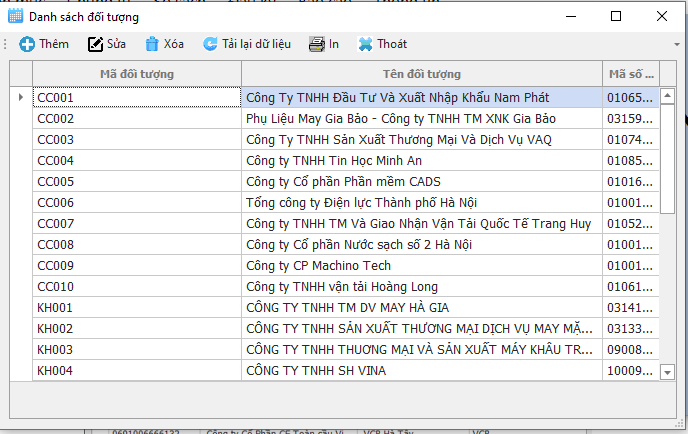 Danh sách đối tượng
Thêm Sửa Xóa Tải lại dữ liệu In Thoát
Mã đối tượng Tên đối tượng Mã số ...
CC001 Công Ty TNHH Đầu Tư Và Xuất Nhập Khẩu Nam Phát 01065...
CC002 Phụ Liệu May Gia Bảo - Công ty TNHH TM XNK Gia Bảo 03159...
CC003 Công Ty TNHH Sản Xuất Thương Mại Và Dịch Vụ VAQ 01074...
CC004 Công ty TNHH Tin Học Minh An 01085...
CC005 Công ty Cổ phần Phần mềm CADS 01016...
CC006 Tổng công ty Điện lực Thành phố Hà Nội 01001...
CC007 Công ty TNHH TM Và Giao Nhận Vận Tải Quốc Tế Trang Huy 01052...
CC008 Công ty Cổ phần Nước sạch số 2 Hà Nội 01001...
CC009 Công ty CP Machino Tech 01001...
CC010 Công ty TNHH vận tải Hoàng Long 01061...
KH001 CÔNG TY TNHH TM DV MAY HÀ GIA 03141...
KH002 CÔNG TY TNHH SẢN XUẤT THƯƠNG MẠI DỊCH VỤ MAY MẶ... 03133...
KH003 CÔNG TY TNHH THUƠNG MẠI VÀ SẢN XUẤT MÁY KHÂU TR... 09008...
KH004 CÔNG TY TNHH SH VINA 10009...